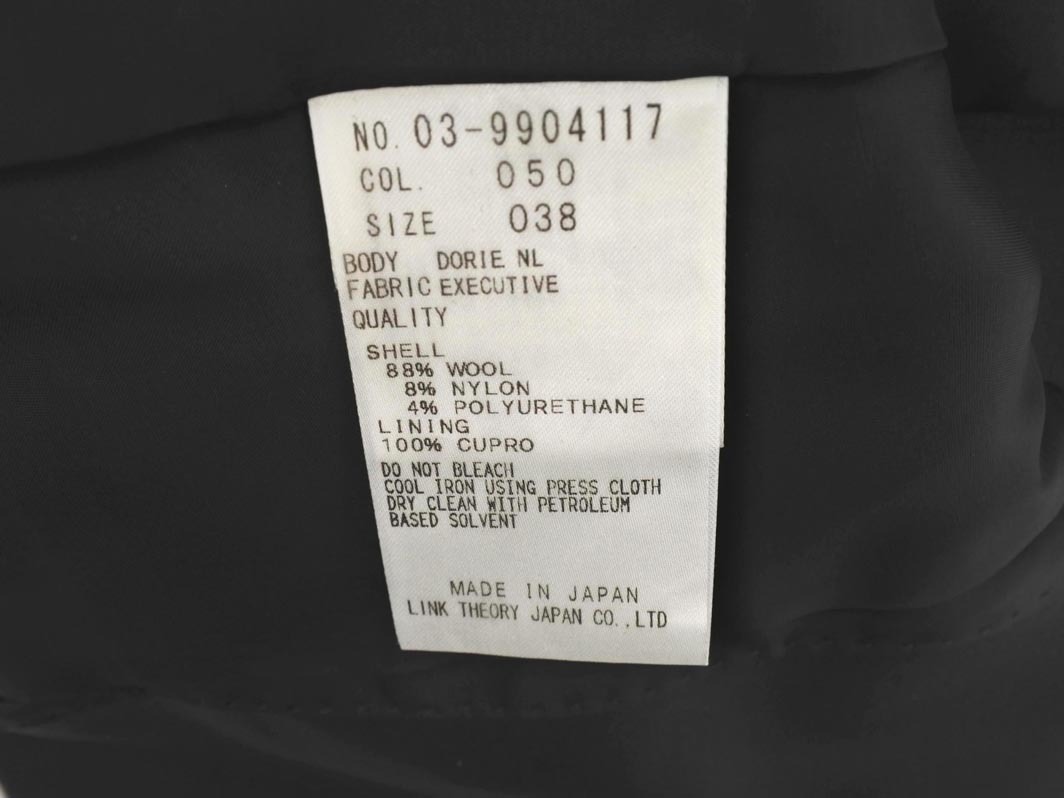 NO. 03-9904117
COL. 050
SIZE 038
BODY DORIE NL
FABRIC EXECUTIVE
QUALITY
SHELL
88% WOOL
8% NYLON
4% POLYURETHANE
LINING
100% CUPRO
DO NOT BLEACH
COOL IRON USING PRESS CLOTH
DRY CLEAN WITH PETROLEUM
BASED SOLVENT
MADE IN JAPAN
LINK THEORY JAPAN CO.,LTD